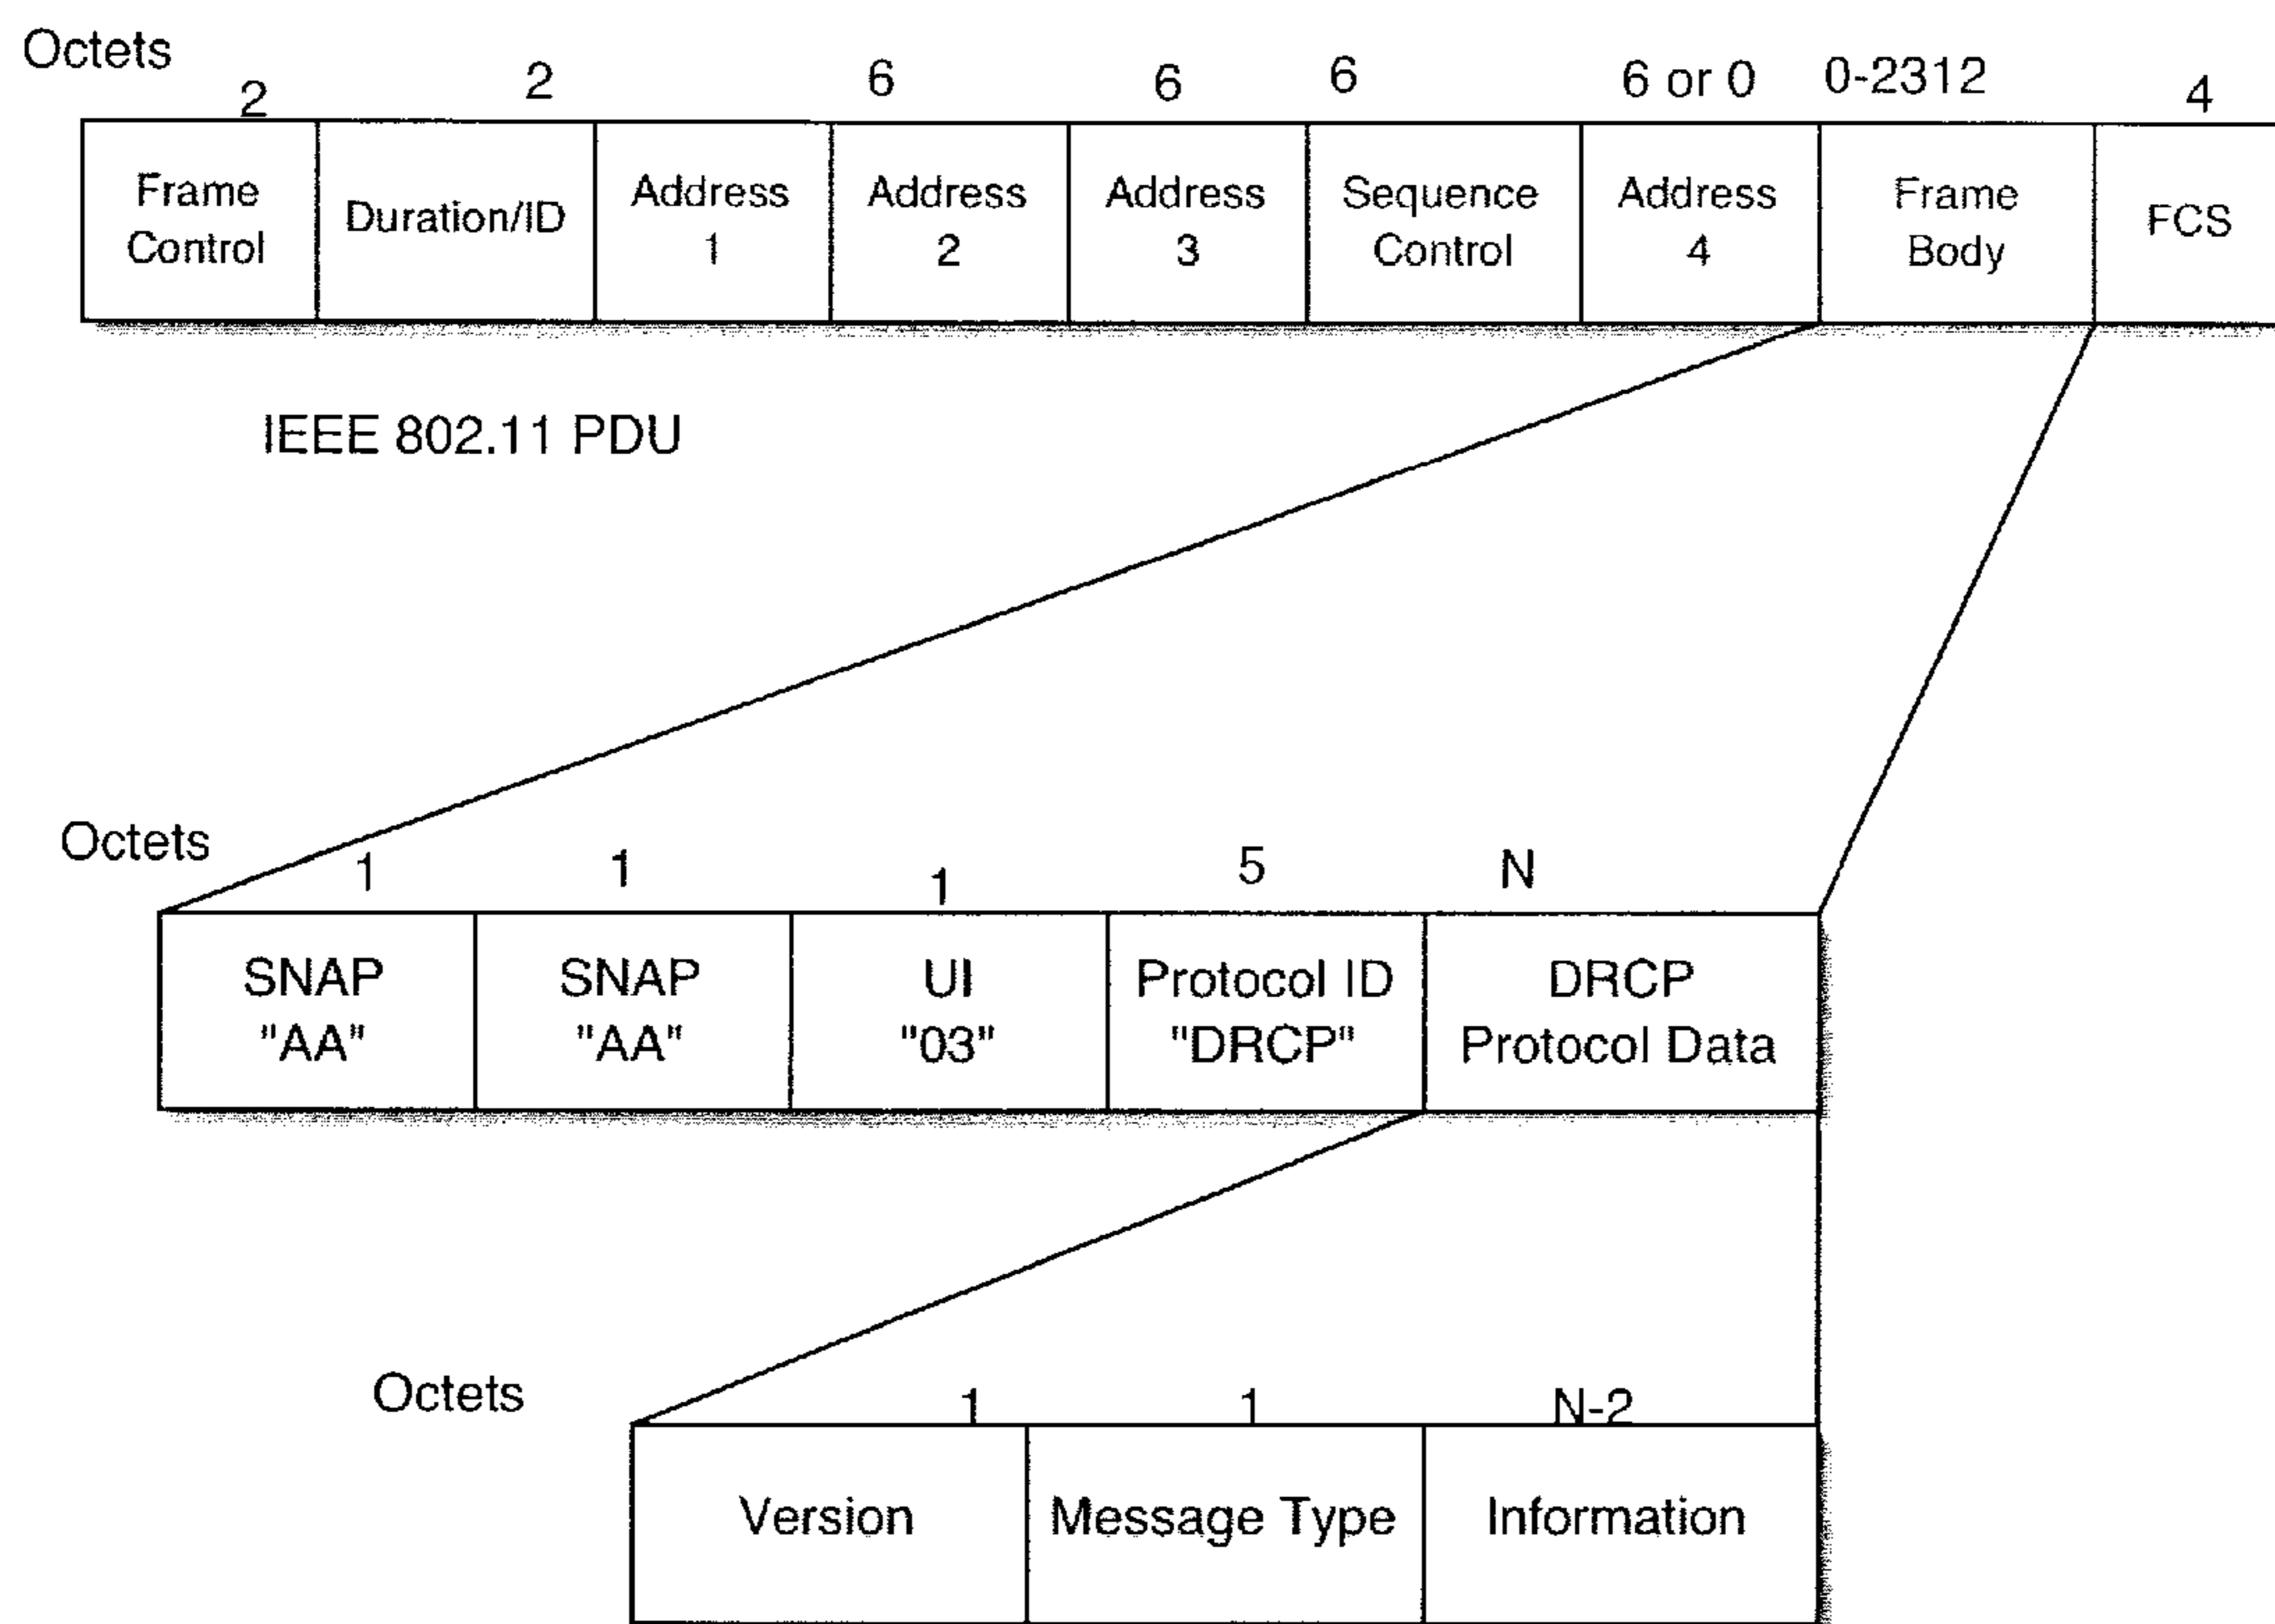 Octets
2 2 6 6 6 6 or 0 0-2312 4
Frame Control
Duration/ID
Address 1
Address 2
Address 3
Sequence Control
Address 4
Frame Body
FCS
IEEE 802.11 PDU
Octets
1 1 1 5 N
SNAP "AA"
SNAP "AA"
UI "03"
Protocol ID "DRCP"
DRCP Protocol Data
Octets
1 1 N-2
Version
Message Type
Information